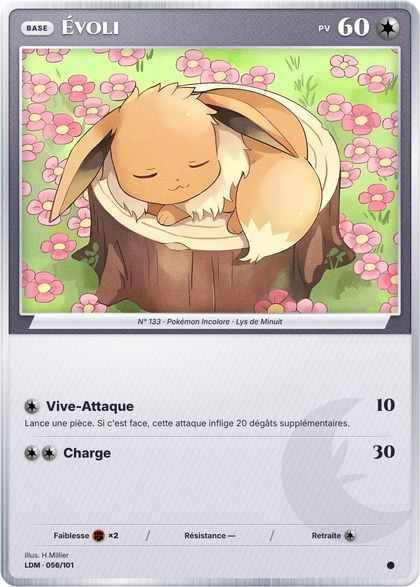 BASE ÉVOLI PV 60
N° 133 · Pokémon Incolore · Lys de Minuit
Vive-Attaque 10
Lance une pièce. Si c'est face, cette attaque inflige 20 dégâts supplémentaires.
Charge 30
Faiblesse ×2 / Résistance — / Retraite
Illus. H.Millier
LDM · 056/101